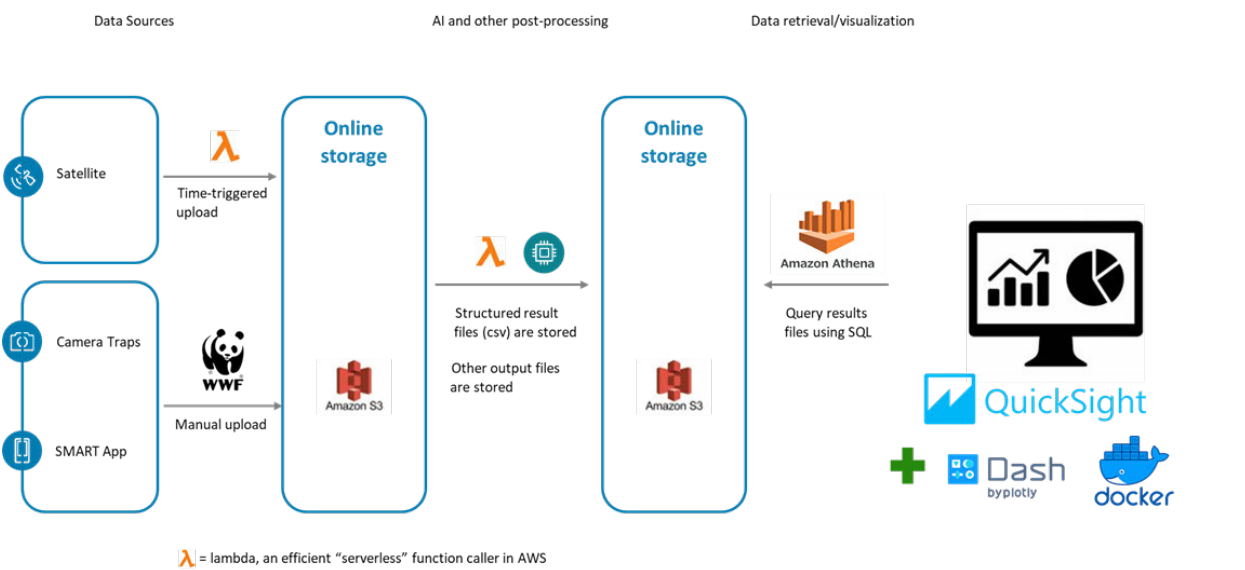 Data Sources
AI and other post-processing
Data retrieval/visualization
Online
storage
Online
storage
Satellite
Time-triggered
upload
Amazon Athena
Structured result
files (csv) are stored
Query results
files using SQL
Camera Traps
WWF
Other output files
are stored
Amazon S3
Amazon S3
QuickSight
Manual upload
SMART App
Dash
byplotly
docker
λ = lambda, an efficient “serverless” function caller in AWS